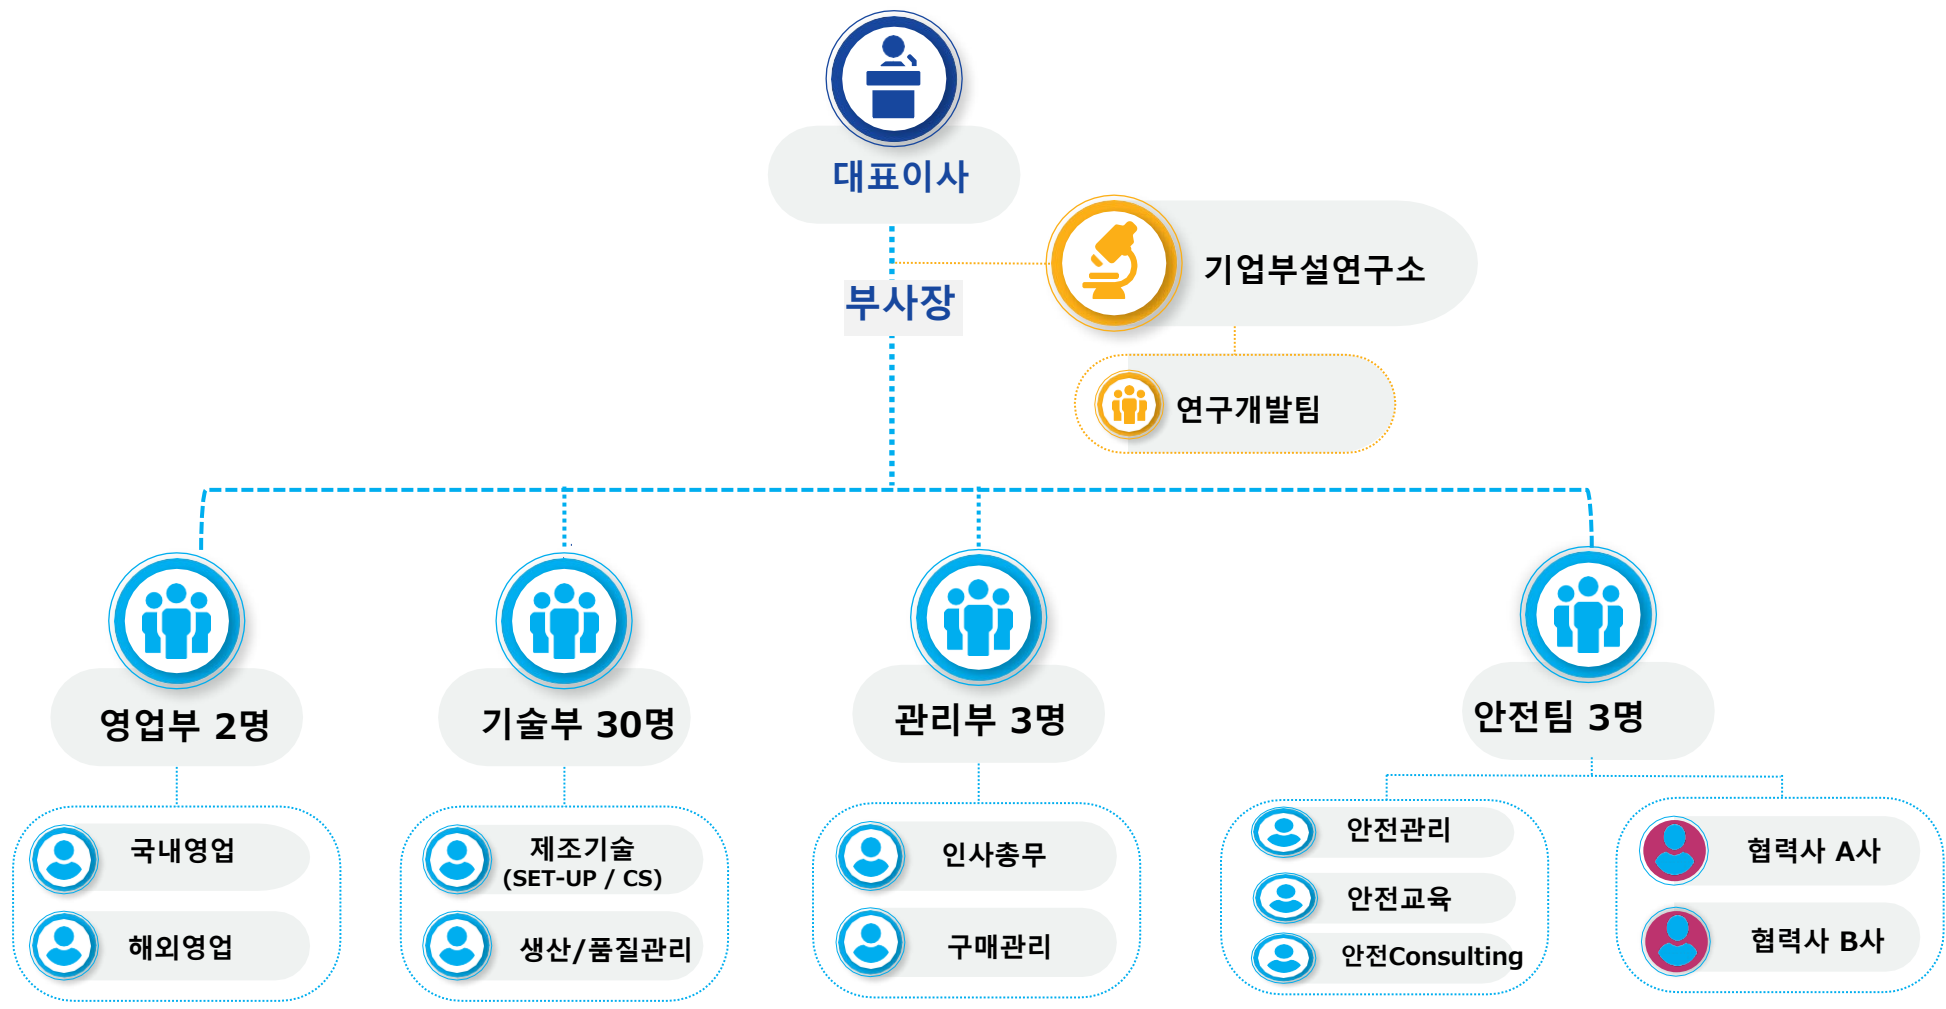 대표이사
기업부설연구소
부사장
연구개발팀
영업부 2명
기술부 30명
관리부 3명
안전팀 3명
국내영업
해외영업
제조기술
(SET-UP / CS)
생산/품질관리
인사총무
구매관리
안전관리
안전교육
안전Consulting
협력사 A사
협력사 B사